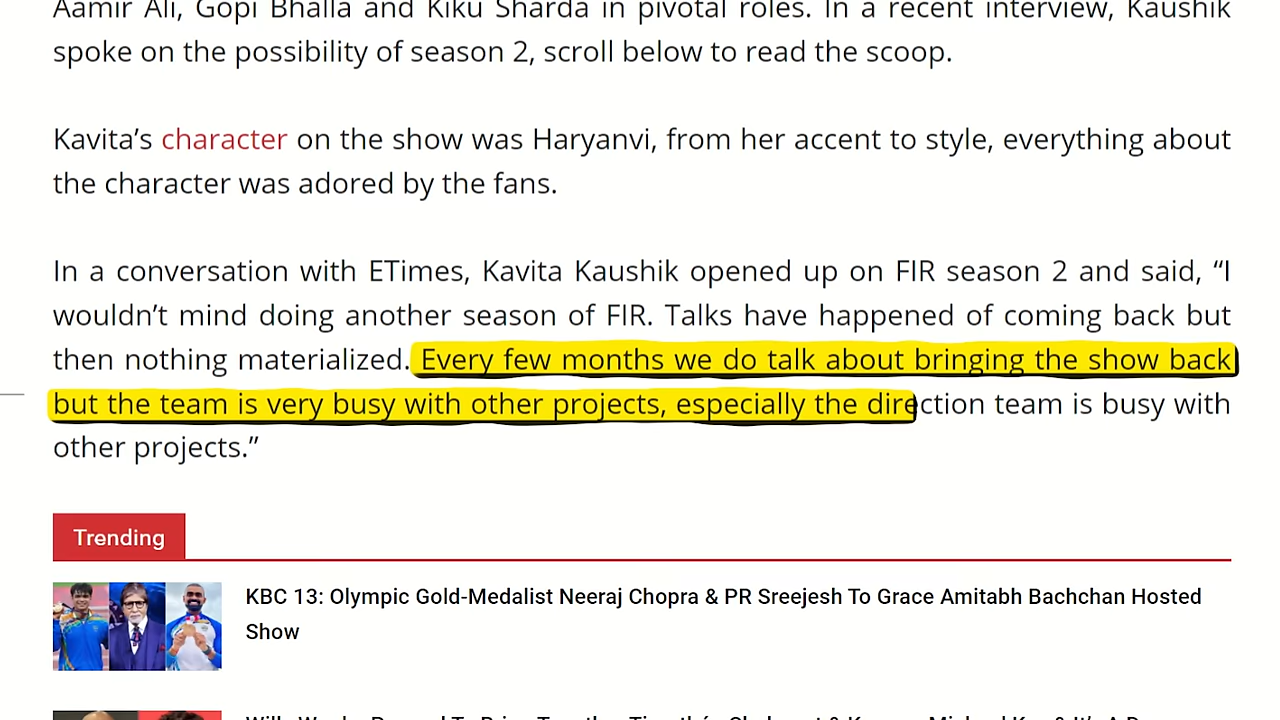 Aamir Ali, Gopi Bhalla and Kiku Sharda in pivotal roles. In a recent interview, Kaushik
spoke on the possibility of season 2, scroll below to read the scoop.
Kavita’s character on the show was Haryanvi, from her accent to style, everything about
the character was adored by the fans.
In a conversation with ETimes, Kavita Kaushik opened up on FIR season 2 and said, “I
wouldn’t mind doing another season of FIR. Talks have happened of coming back but
then nothing materialized. Every few months we do talk about bringing the show back
but the team is very busy with other projects, especially the direction team is busy with
other projects.”
Trending
KBC 13: Olympic Gold-Medalist Neeraj Chopra & PR Sreejesh To Grace Amitabh Bachchan Hosted
Show